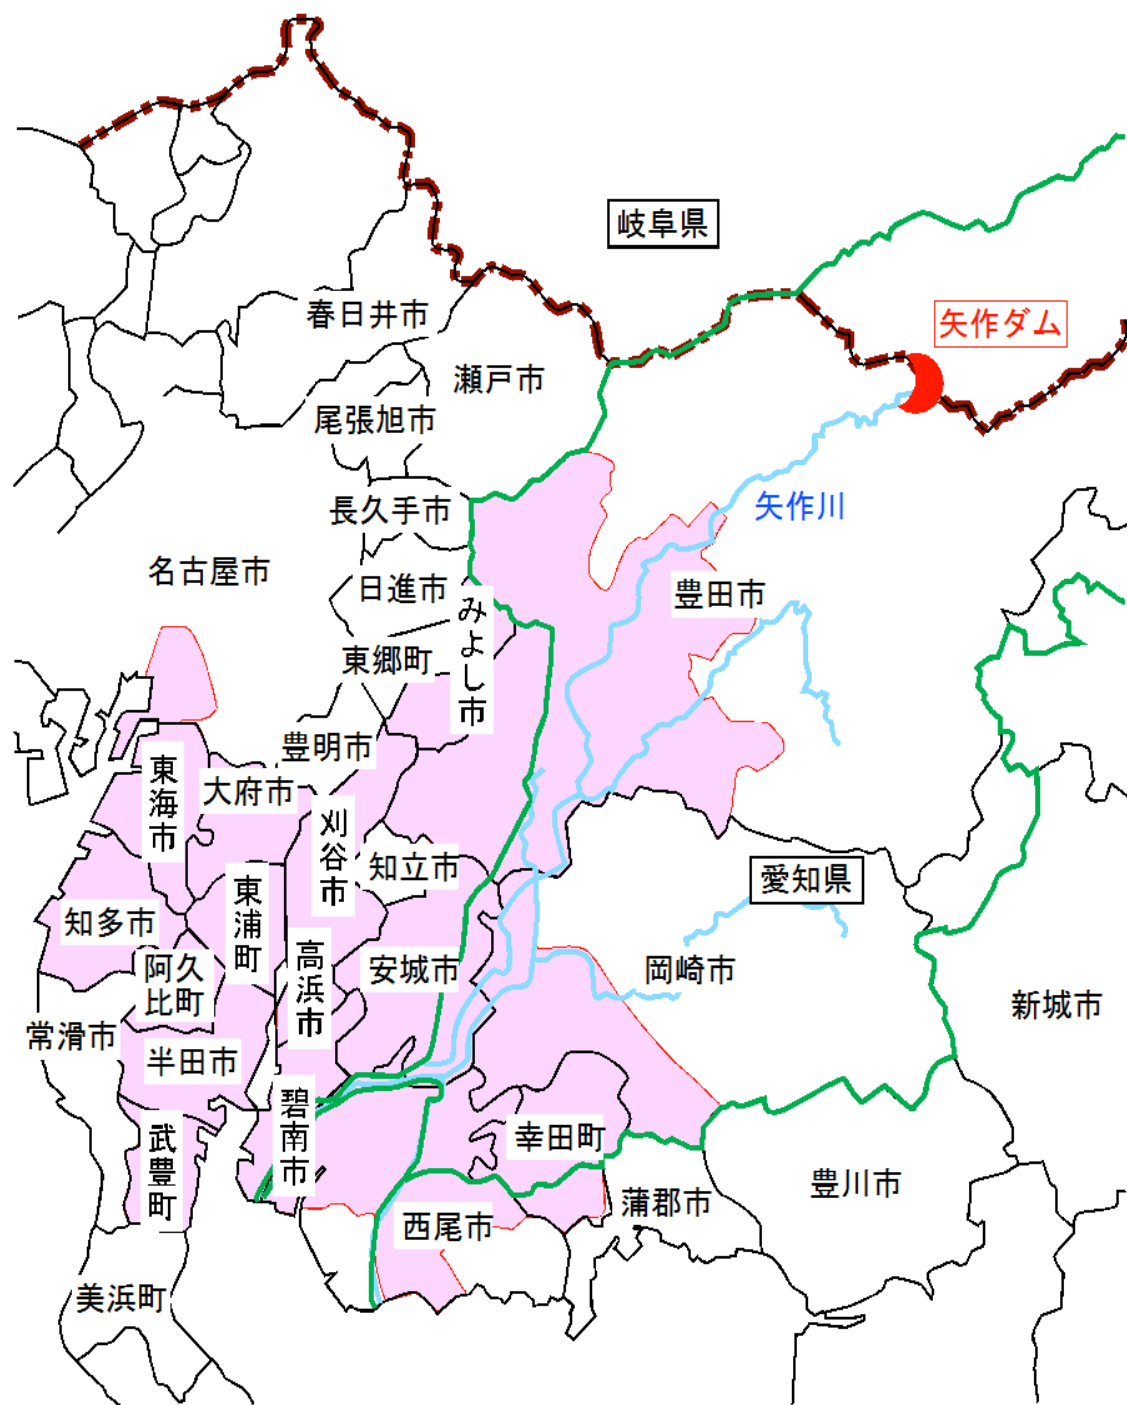 岐阜県
春日井市
矢作ダム
瀬戸市
尾張旭市
長久手市
矢作川
名古屋市
日進市
みよし市
豊田市
東郷町
豊明市
東海市
大府市
刈谷市
知立市
愛知県
東浦町
知多市
高浜市
安城市
岡崎市
阿久
比町
新城市
常滑市
半田市
碧南市
武豊町
幸田町
豊川市
蒲郡市
西尾市
美浜町